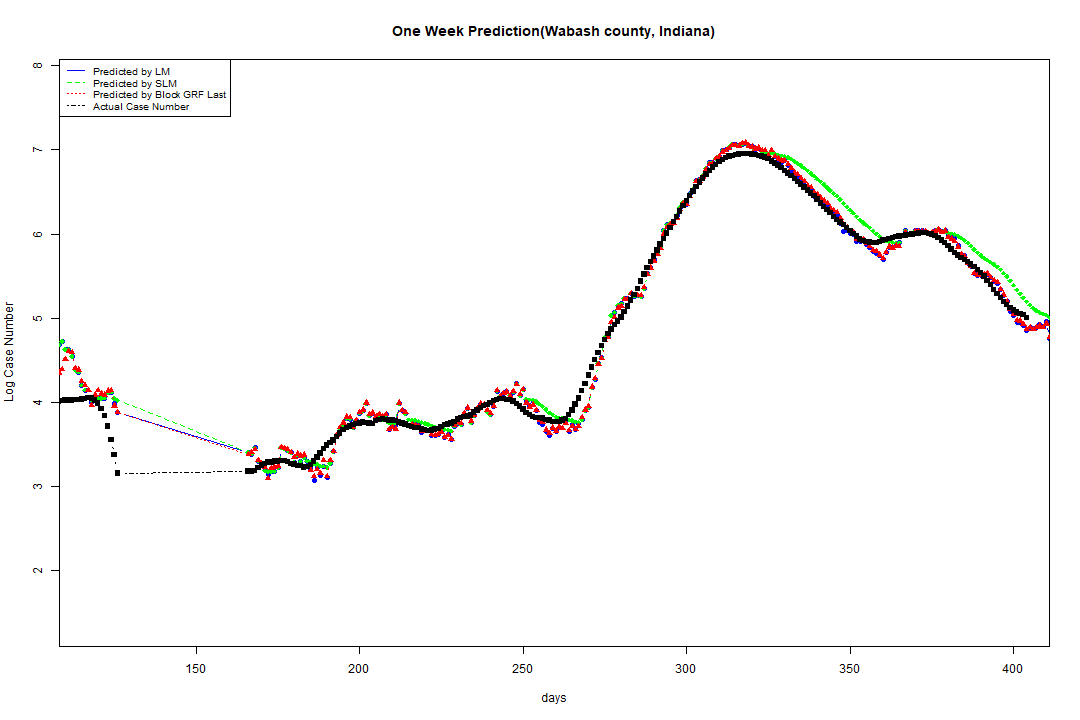 One Week Prediction(Wabash county, Indiana)
Predicted by LM
Predicted by SLM
Predicted by Block GRF Last
Actual Case Number
8
7
6
5
4
3
2
Log Case Number
150 200 250 300 350 400
days